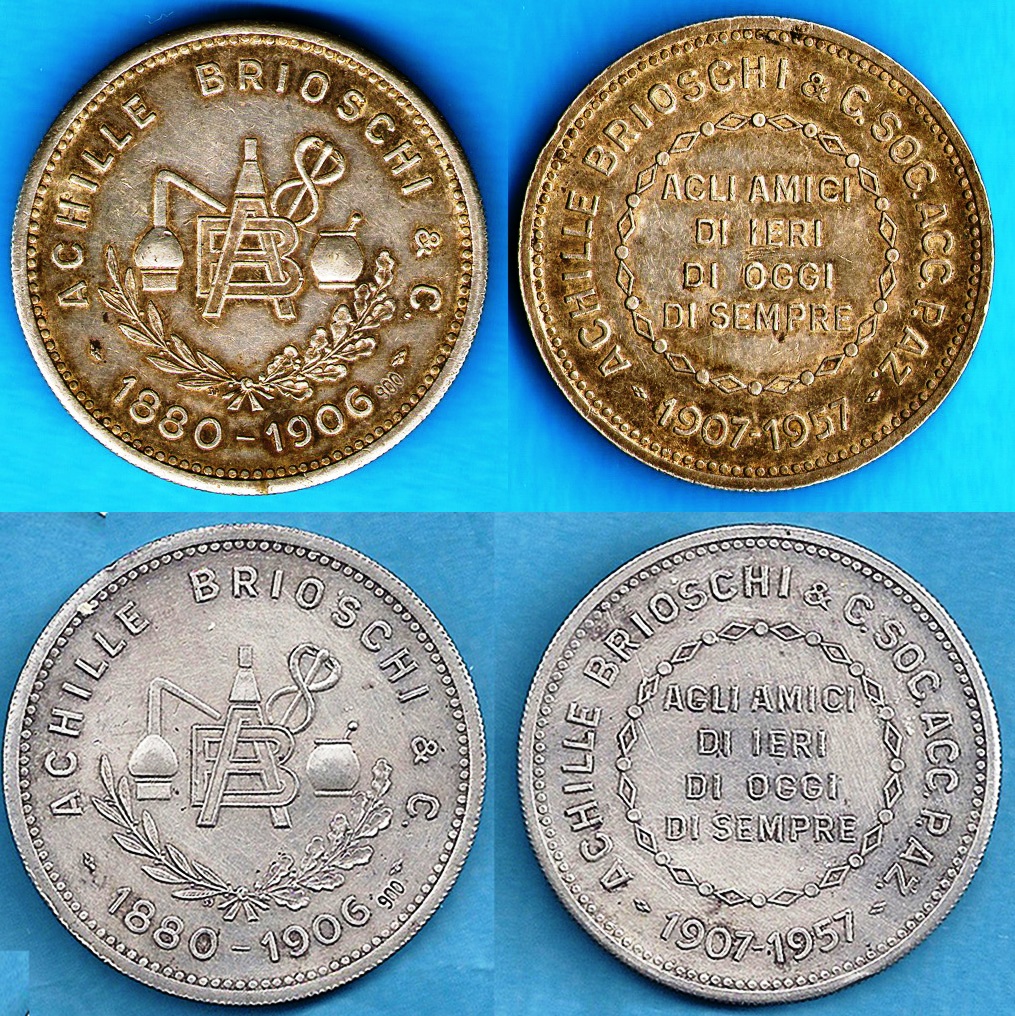 ACHILLE BRIOSCHI & C.
AB
1880-1906
900
ACHILLE BRIOSCHI & C. SOC. ACC. P. AZ.
AGLI AMICI
DI IERI
DI OGGI
DI SEMPRE
1907-1957
ACHILLE BRIOSCHI & C.
AB
1880-1906
900
ACHILLE BRIOSCHI & C. SOC. ACC. P. AZ.
AGLI AMICI
DI IERI
DI OGGI
DI SEMPRE
1907-1957